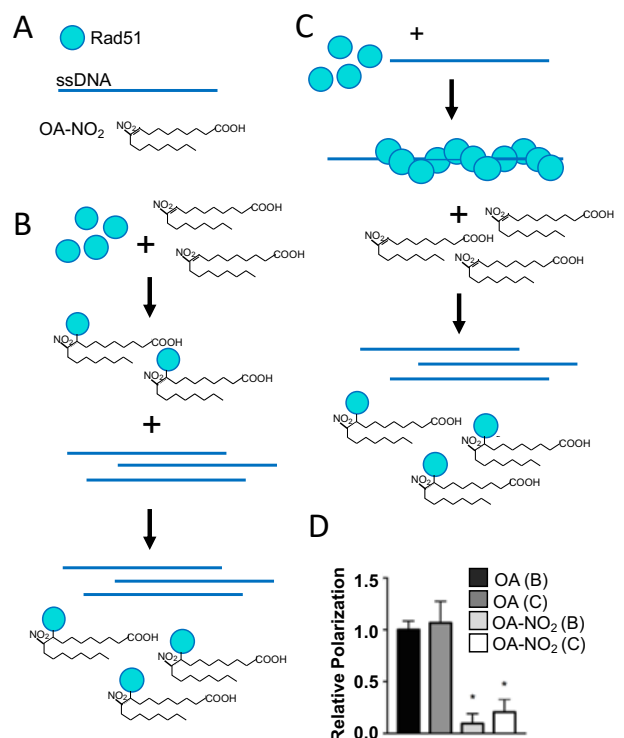 A
Rad51
ssDNA
OA-NO₂
NO₂
COOH
B
NO₂
COOH
+
NO₂
COOH
NO₂
COOH
NO₂
COOH
+
NO₂
COOH
NO₂
COOH
NO₂
COOH
C
+
+
NO₂
COOH
NO₂
COOH
NO₂
COOH
NO₂
COOH
NO₂
COOH
NO₂
COOH
D
Relative Polarization
1.5
1.0
0.5
0.0
OA (B)
OA (C)
OA-NO₂ (B)
OA-NO₂ (C)
*
*